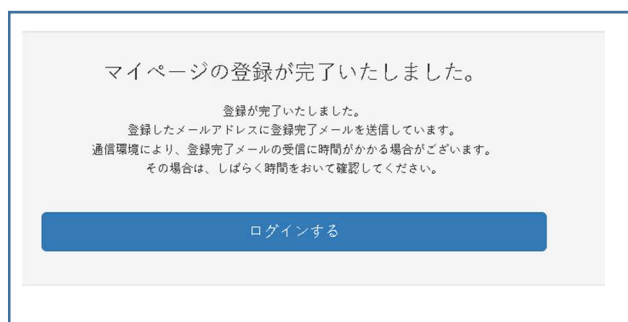 マイページの登録が完了いたしました。
登録が完了いたしました。
登録したメールアドレスに登録完了メールを送信しています。
通信環境により、登録完了メールの受信に時間がかかる場合がございます。
その場合は、しばらく時間をおいて確認してください。
ログインする